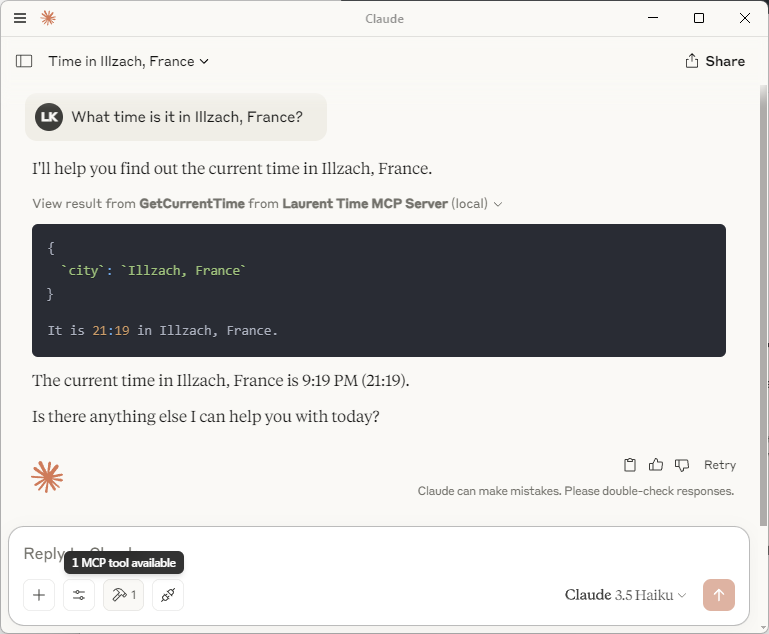 Claude
Time in Illzach, France
Share
LK What time is it in Illzach, France?
I'll help you find out the current time in Illzach, France.
View result from GetCurrentTime from Laurent Time MCP Server (local)
{
`city`: `Illzach, France`
}
It is 21:19 in Illzach, France.
The current time in Illzach, France is 9:19 PM (21:19).
Is there anything else I can help you with today?
Retry
Claude can make mistakes. Please double-check responses.
Reply
1 MCP tool available
1
Claude 3.5 Haiku